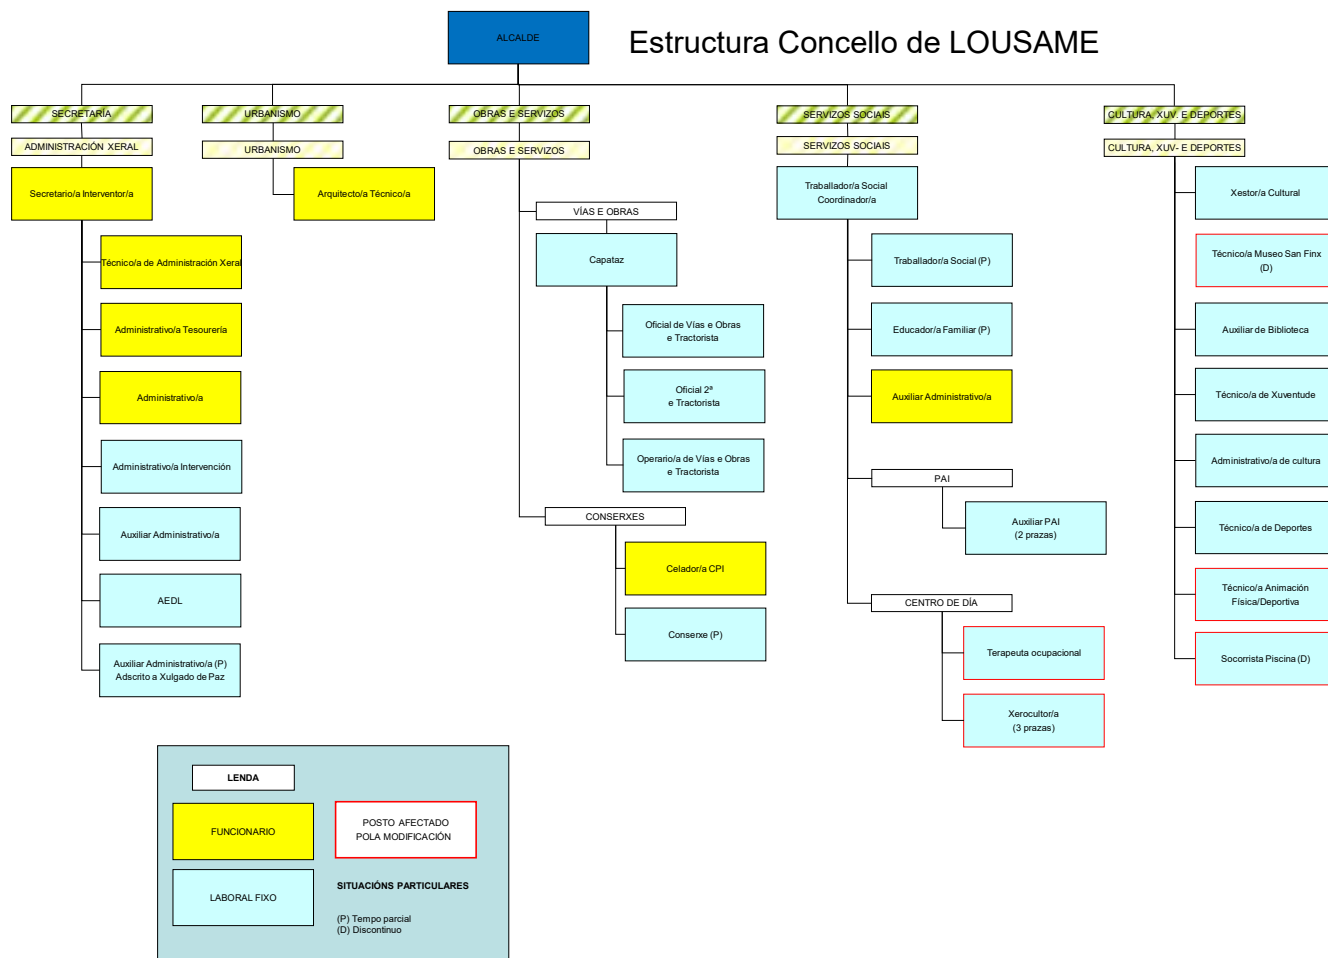 ALCALDE
Estructura Concello de LOUSAME
SECRETARÍA
ADMINISTRACIÓN XERAL
Secretario/a Interventor/a
Técnico/a de Administración Xeral
Administrativo/a Tesourería
Administrativo/a
Administrativo/a Intervención
Auxiliar Administrativo/a
AEDL
Auxiliar Administrativo/a (P)
Adscrito a Xulgado de Paz
URBANISMO
URBANISMO
Arquitecto/a Técnico/a
OBRAS E SERVIZOS
OBRAS E SERVIZOS
VÍAS E OBRAS
Capataz
Oficial de Vías e Obras
e Tractorista
Oficial 2ª
e Tractorista
Operario/a de Vías e Obras
e Tractorista
CONSERXES
Celador/a CPI
Conserxe (P)
SERVIZOS SOCIAIS
SERVIZOS SOCIAIS
Traballador/a Social
Coordinador/a
Traballador/a Social (P)
Educador/a Familiar (P)
Auxiliar Administrativo/a
PAI
Auxiliar PAI
(2 prazas)
CENTRO DE DÍA
Terapeuta ocupacional
Xerocultor/a
(3 prazas)
CULTURA, XUV. E DEPORTES
CULTURA, XUV- E DEPORTES
Xestor/a Cultural
Técnico/a Museo San Finx
(D)
Auxiliar de Biblioteca
Técnico/a de Xuventude
Administrativo/a de cultura
Técnico/a de Deportes
Técnico/a Animación
Física/Deportiva
Socorrista Piscina (D)
LENDA
FUNCIONARIO
POSTO AFECTADO
POLA MODIFICACIÓN
LABORAL FIXO
SITUACIÓNS PARTICULARES
(P) Tempo parcial
(D) Discontinuo